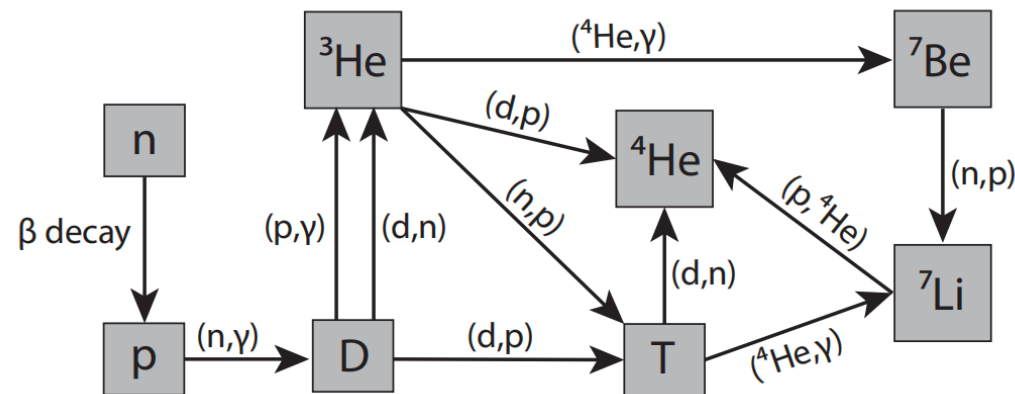 ³He
(⁴He,γ)
⁷Be
n
(d,p)
⁴He
(n,p)
β decay
(p,γ)
(d,n)
(n,p)
(p, ⁴He)
(d,n)
⁷Li
p
(n,γ)
D
(d,p)
T
(⁴He,γ)